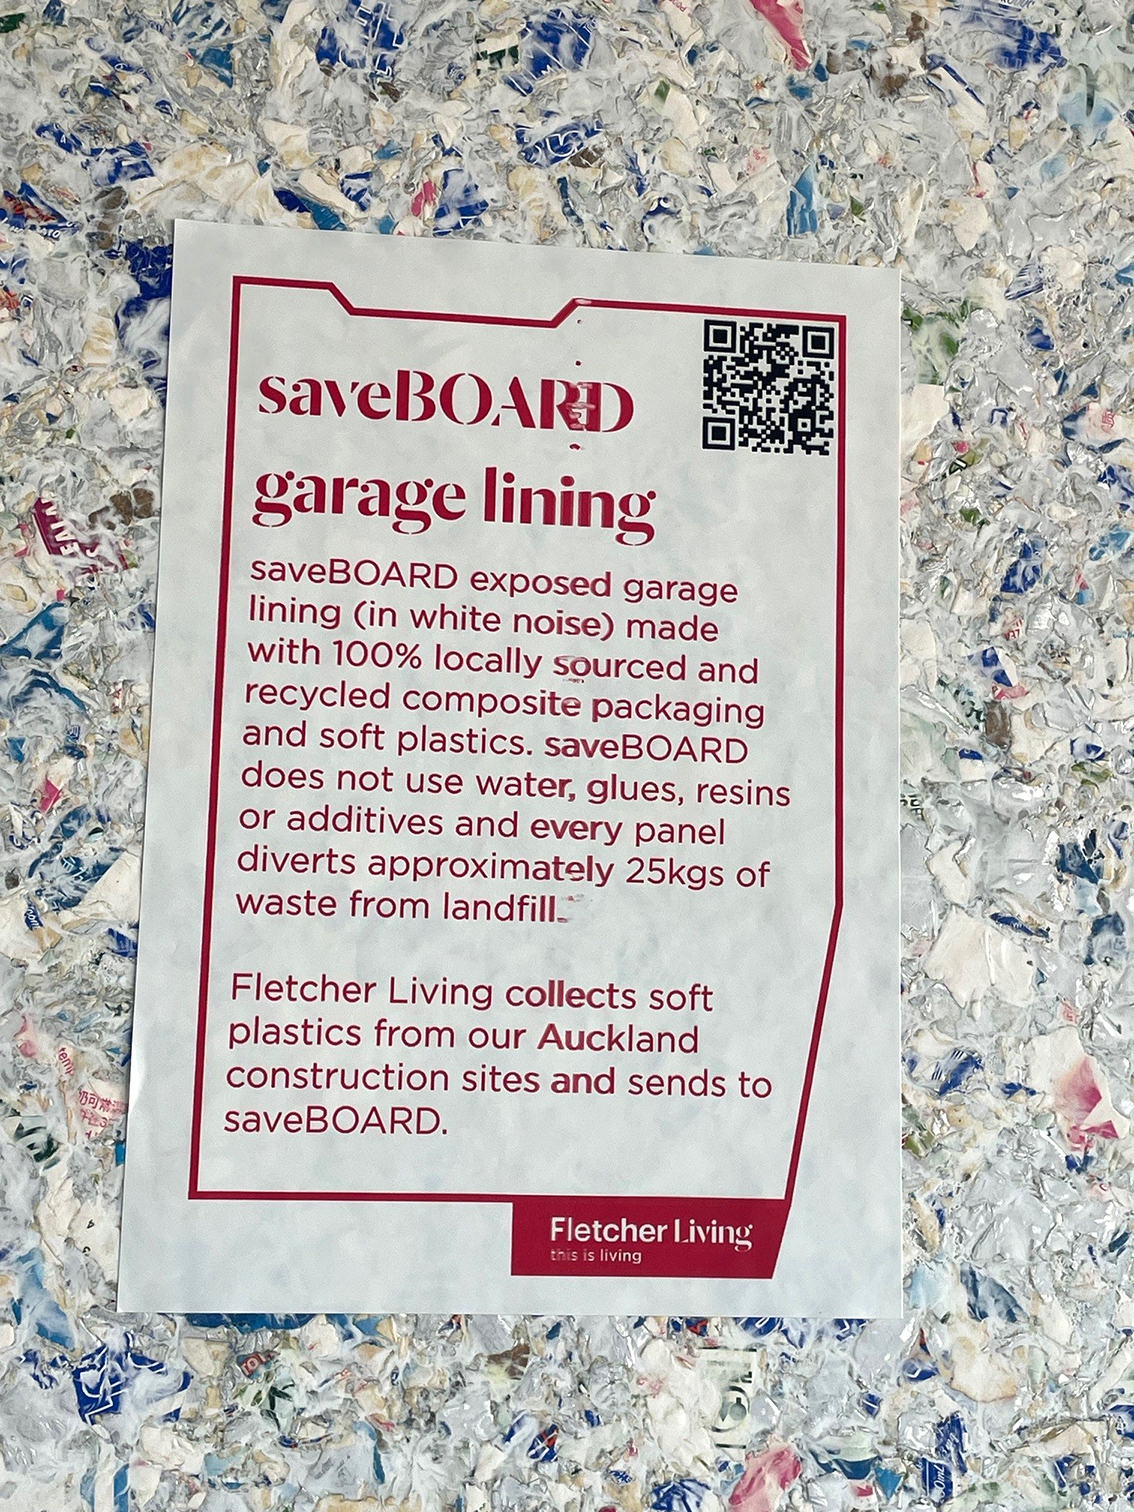 saveBOARD
garage lining
saveBOARD exposed garage
lining (in white noise) made
with 100% locally sourced and
recycled composite packaging
and soft plastics. saveBOARD
does not use water, glues, resins
or additives and every panel
diverts approximately 25kgs of
waste from landfill.
Fletcher Living collects soft
plastics from our Auckland
construction sites and sends to
saveBOARD.
Fletcher Living
this is living